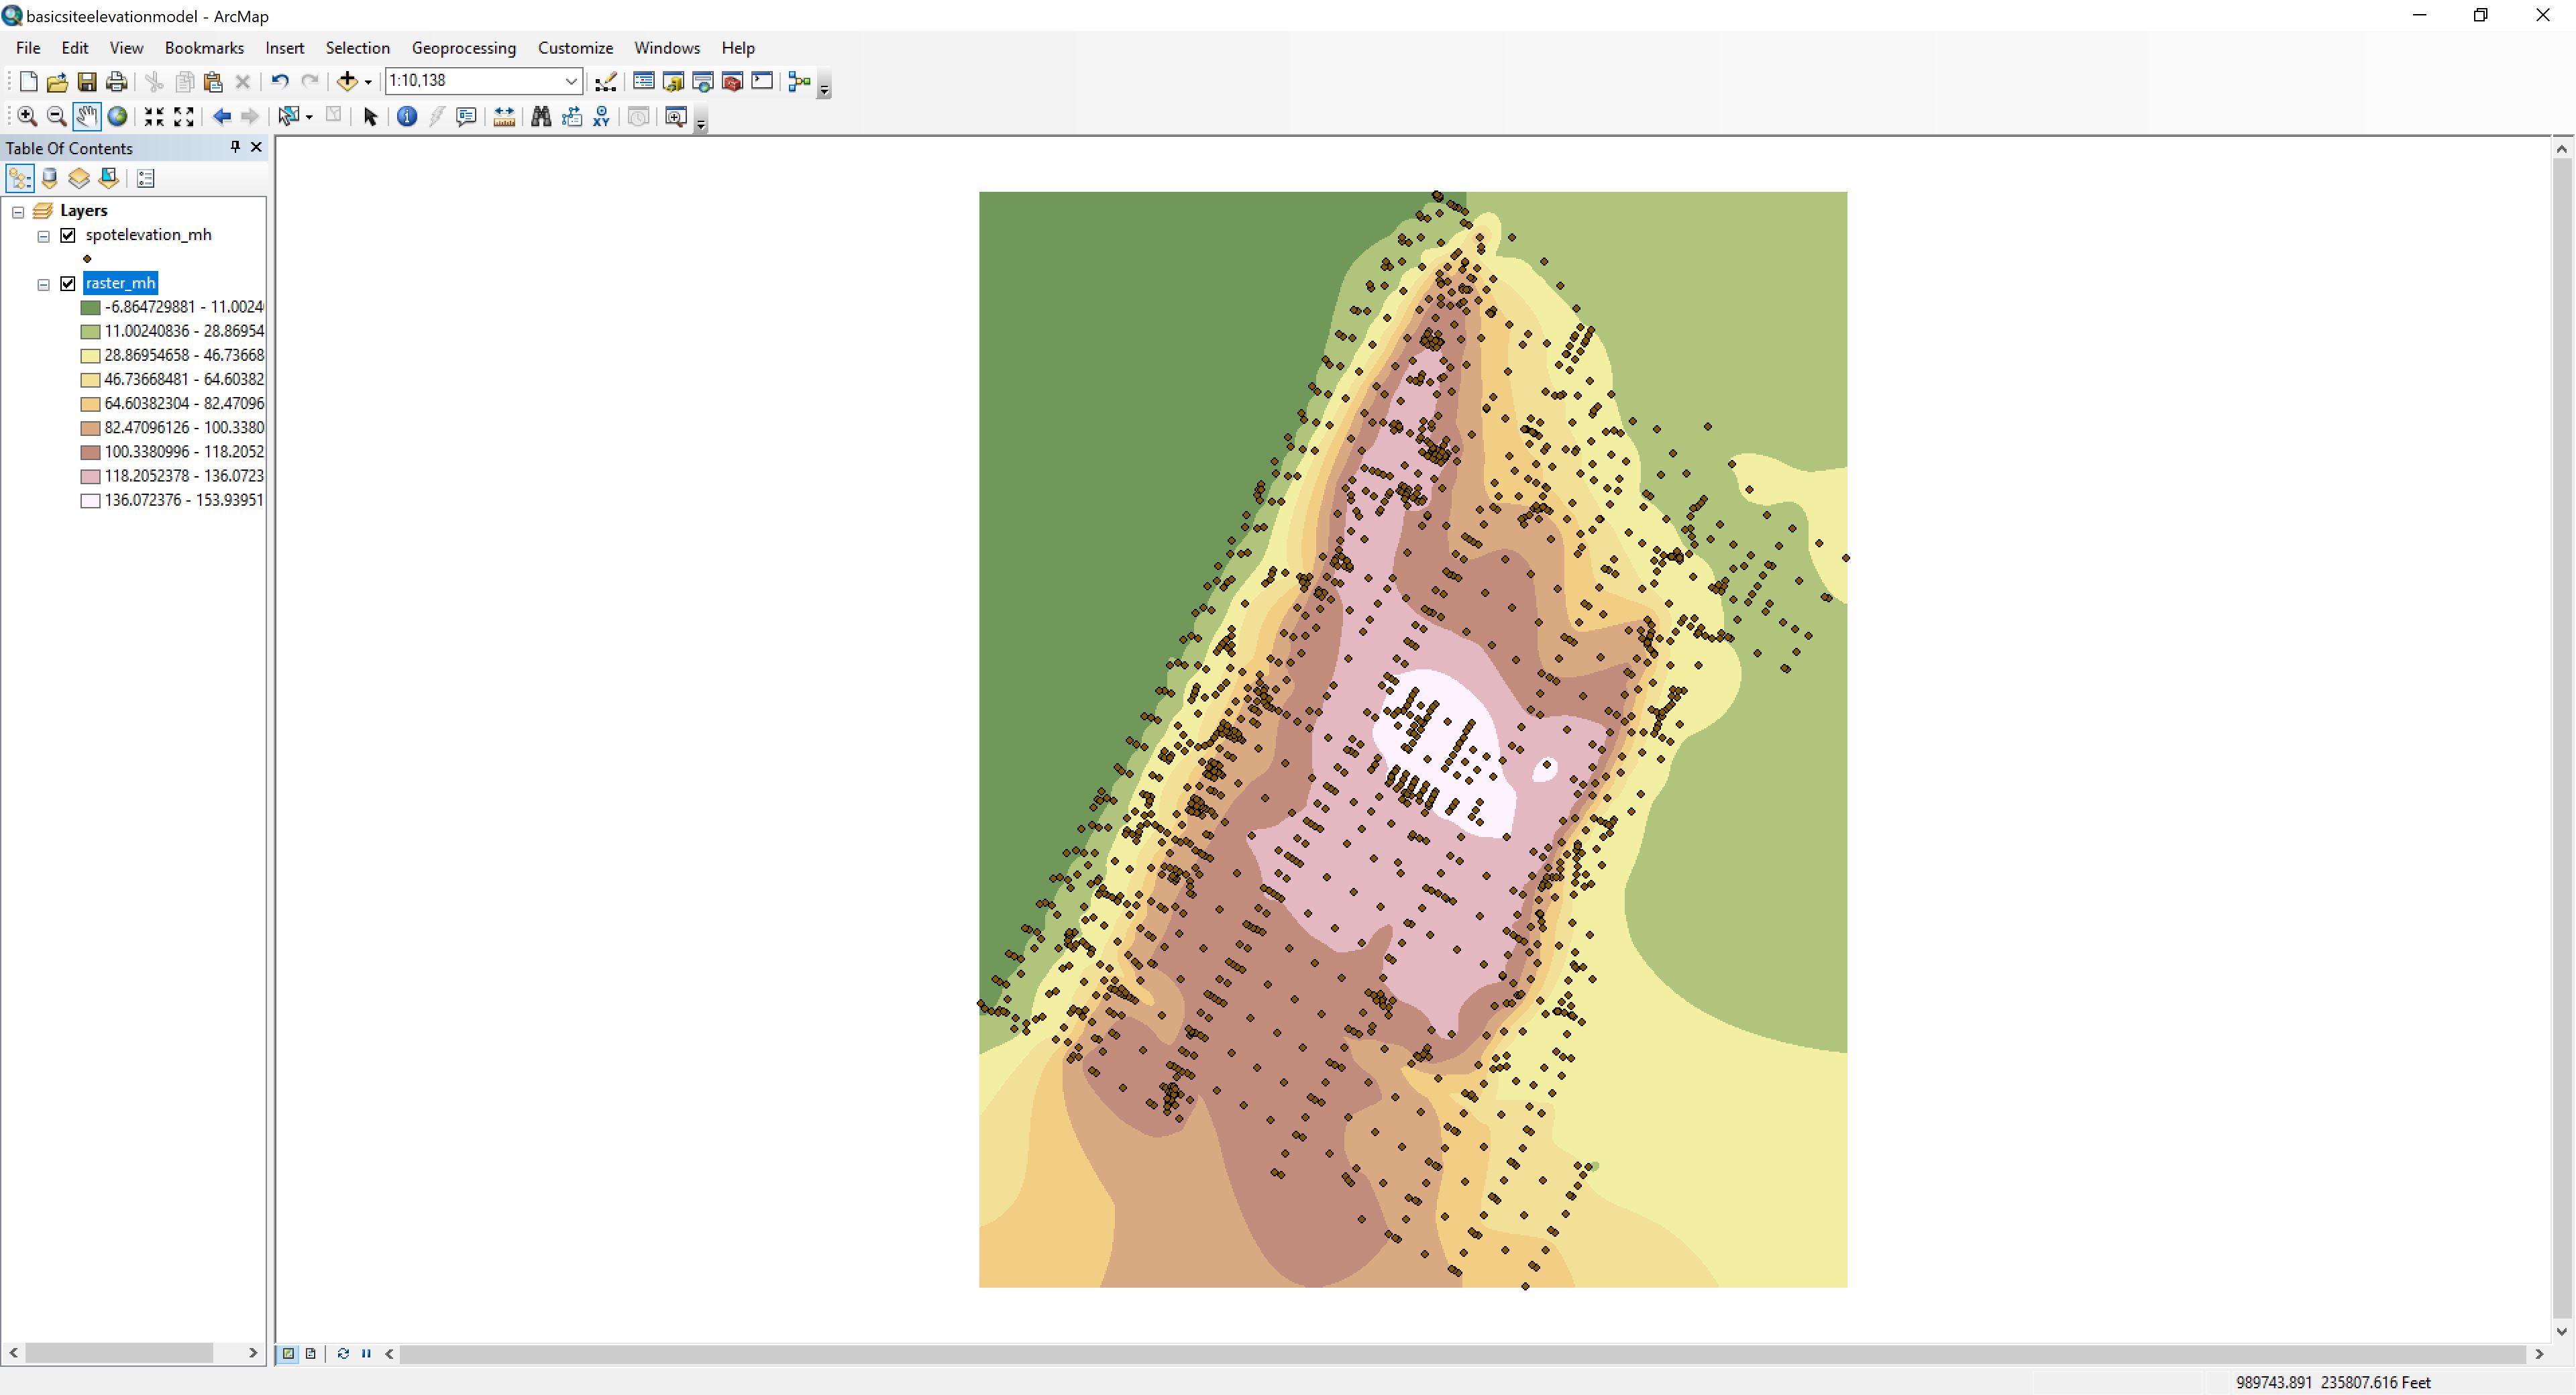 basicsiteelevationmodel - ArcMap
File Edit View Bookmarks Insert Selection Geoprocessing Customize Windows Help
1:10,138
XY
Table Of Contents
Layers
spotelevation_mh
raster_mh
-6.864729881 - 11.0024
11.00240836 - 28.86954
28.86954658 - 46.73668
46.73668481 - 64.60382
64.60382304 - 82.47096
82.47096126 - 100.3380
100.3380996 - 118.2052
118.2052378 - 136.0723
136.072376 - 153.93951
989743.891 235807.616 Feet